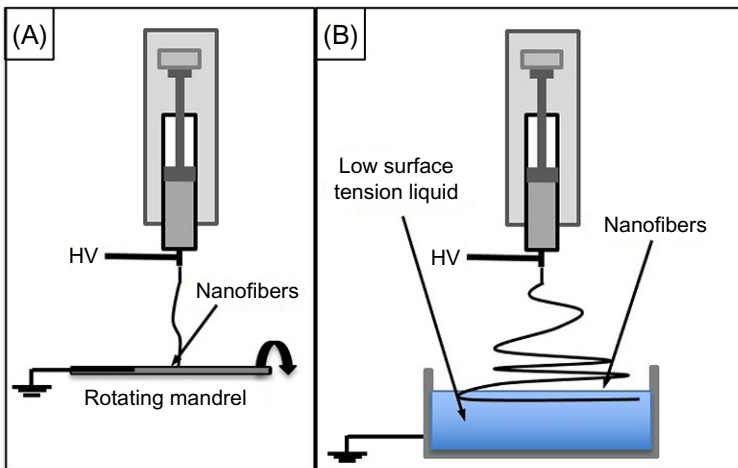 (A)
HV
Nanofibers
Rotating mandrel
(B)
Low surface
tension liquid
Nanofibers
HV